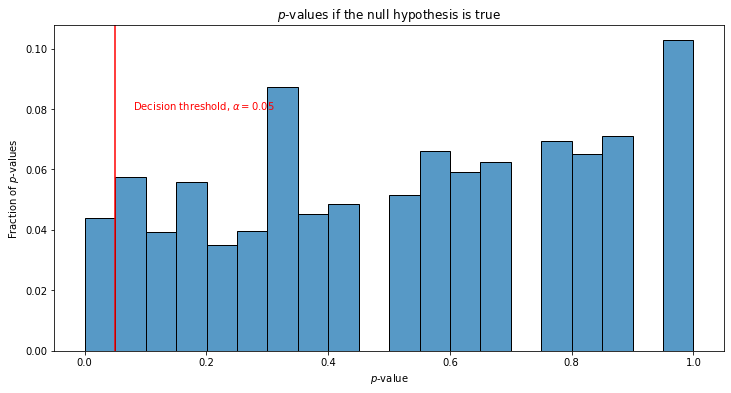 p-values if the null hypothesis is true
0.10
0.08
0.06
0.04
0.02
0.00
Fraction of p-values
Decision threshold, α = 0.05
0.0 0.2 0.4 0.6 0.8 1.0
p-value